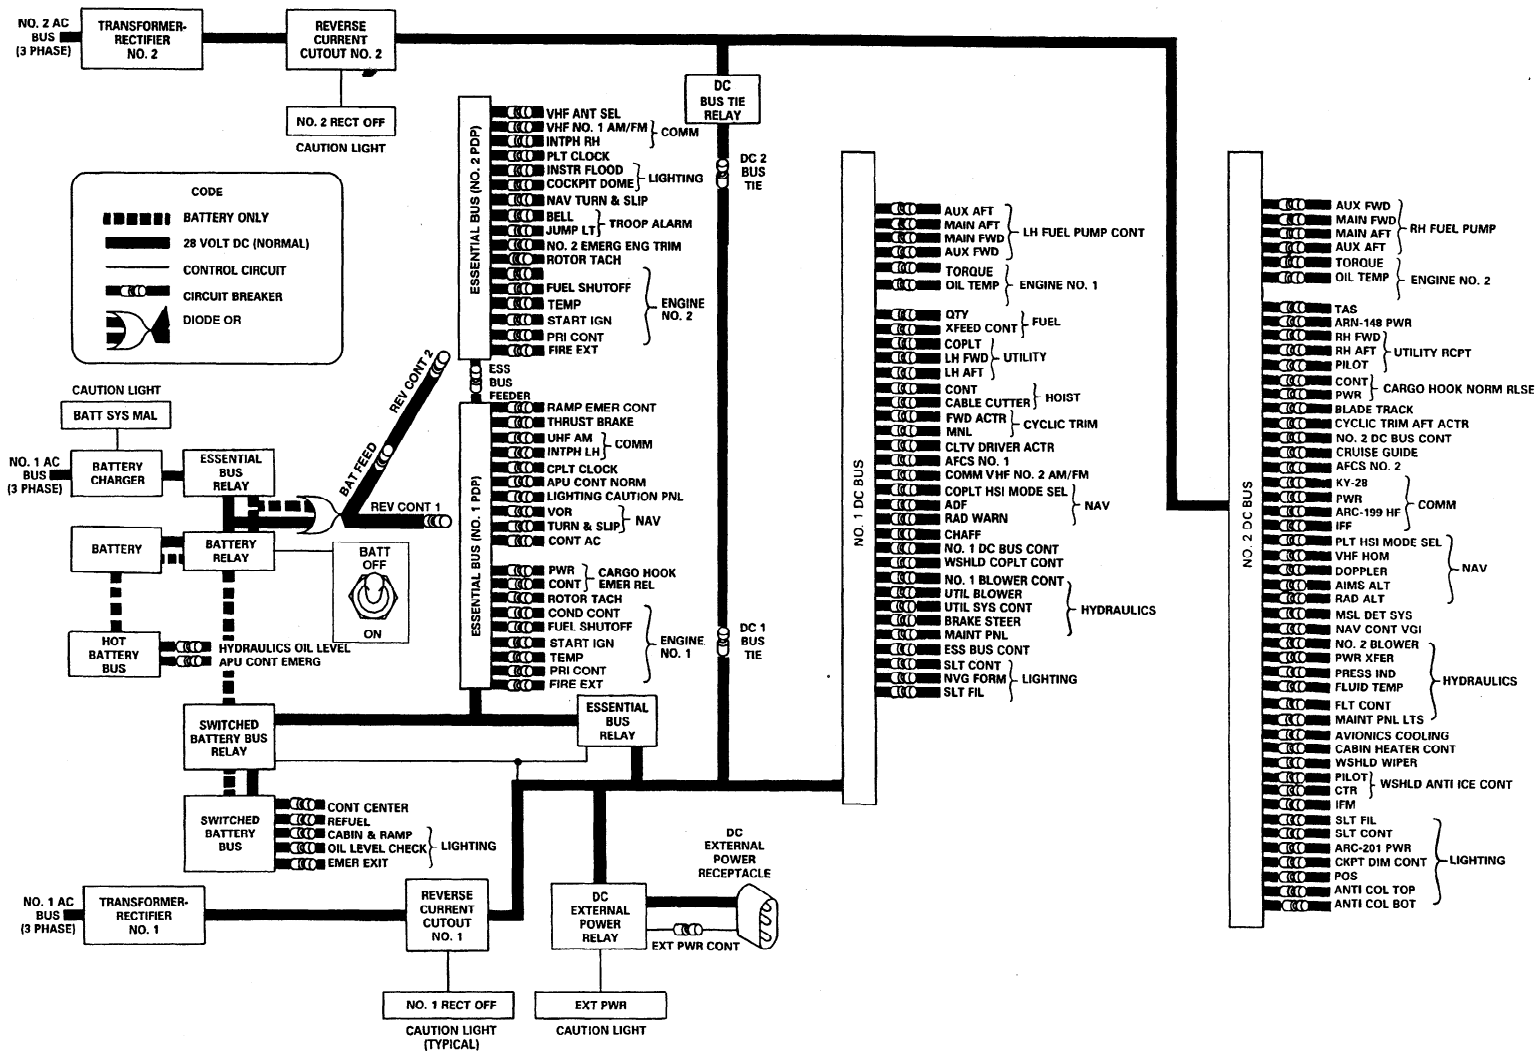 NO. 2 AC
BUS
(3 PHASE)
TRANSFORMER-
RECTIFIER
NO. 2
REVERSE
CURRENT
CUTOUT NO. 2
NO. 2 RECT OFF
CAUTION LIGHT
DC
BUS TIE
RELAY
DC 2
BUS
TIE
CODE
BATTERY ONLY
28 VOLT DC (NORMAL)
CONTROL CIRCUIT
CIRCUIT BREAKER
DIODE OR
CAUTION LIGHT
BATT SYS MAL
NO. 1 AC
BUS
(3 PHASE)
BATTERY
CHARGER
ESSENTIAL
BUS RELAY
BATTERY
BATTERY
RELAY
BAT FEED
REV CONT 2
REV CONT 1
BATT
OFF
ON
HOT
BATTERY
BUS
HYDRAULICS OIL LEVEL
APU CONT EMERG
SWITCHED
BATTERY BUS
RELAY
SWITCHED
BATTERY
BUS
CONT CENTER
REFUEL
CABIN & RAMP
OIL LEVEL CHECK
EMER EXIT
LIGHTING
NO. 1 AC
BUS
(3 PHASE)
TRANSFORMER-
RECTIFIER
NO. 1
REVERSE
CURRENT
CUTOUT
NO. 1
NO. 1 RECT OFF
CAUTION LIGHT
(TYPICAL)
ESSENTIAL BUS (NO. 2 PDP)
VHF ANT SEL
VHF NO. 1 AM/FM
INTPH RH
COMM
PLT CLOCK
INSTR FLOOD
COCKPIT DOME
LIGHTING
NAV TURN & SLIP
BELL
JUMP LT
TROOP ALARM
NO. 2 EMERG ENG TRIM
ROTOR TACH
FUEL SHUTOFF
TEMP
START IGN
PRI CONT
FIRE EXT
ENGINE
NO. 2
ESS
BUS
FEEDER
ESSENTIAL BUS (NO. 1 PDP)
RAMP EMER CONT
THRUST BRAKE
UHF AM
INTPH LH
COMM
CPLT CLOCK
APU CONT NORM
LIGHTING CAUTION PNL
VOR
TURN & SLIP
NAV
CONT AC
PWR
CONT
CARGO HOOK
EMER REL
ROTOR TACH
COND CONT
FUEL SHUTOFF
START IGN
TEMP
PRI CONT
FIRE EXT
ENGINE
NO. 1
ESSENTIAL
BUS
RELAY
DC 1
BUS
TIE
DC
EXTERNAL
POWER
RELAY
DC
EXTERNAL
POWER
RECEPTACLE
EXT PWR CONT
EXT PWR
CAUTION LIGHT
NO. 1 DC BUS
AUX AFT
MAIN AFT
MAIN FWD
AUX FWD
LH FUEL PUMP CONT
TORQUE
OIL TEMP
ENGINE NO. 1
QTY
XFEED CONT
FUEL
COPLT
LH FWD
LH AFT
UTILITY
CONT
CABLE CUTTER
HOIST
FWD ACTR
MNL
CYCLIC TRIM
CLTV DRIVER ACTR
AFCS NO. 1
COMM VHF NO. 2 AM/FM
COPLT HSI MODE SEL
ADF
RAD WARN
NAV
CHAFF
NO. 1 DC BUS CONT
WSHLD COPLT CONT
NO. 1 BLOWER CONT
UTIL BLOWER
UTIL SYS CONT
BRAKE STEER
MAINT PNL
HYDRAULICS
ESS BUS CONT
SLT CONT
NVG FORM
SLT FIL
LIGHTING
NO. 2 DC BUS
AUX FWD
MAIN FWD
MAIN AFT
AUX AFT
RH FUEL PUMP
TORQUE
OIL TEMP
ENGINE NO. 2
TAS
ARN-148 PWR
RH FWD
RH AFT
PILOT
UTILITY RCPT
CONT
PWR
CARGO HOOK NORM RLSE
BLADE TRACK
CYCLIC TRIM AFT ACTR
NO. 2 DC BUS CONT
CRUISE GUIDE
AFCS NO. 2
KY-28
PWR
ARC-199 HF
IFF
COMM
PLT HSI MODE SEL
VHF HOM
DOPPLER
AIMS ALT
RAD ALT
NAV
MSL DET SYS
NAV CONT VGI
NO. 2 BLOWER
PWR XFER
PRESS IND
FLUID TEMP
FLT CONT
MAINT PNL LTS
HYDRAULICS
AVIONICS COOLING
CABIN HEATER CONT
WSHLD WIPER
PILOT
CTR
WSHLD ANTI ICE CONT
IFM
SLT FIL
SLT CONT
ARC-201 PWR
CKPT DIM CONT
POS
ANTI COL TOP
ANTI COL BOT
LIGHTING